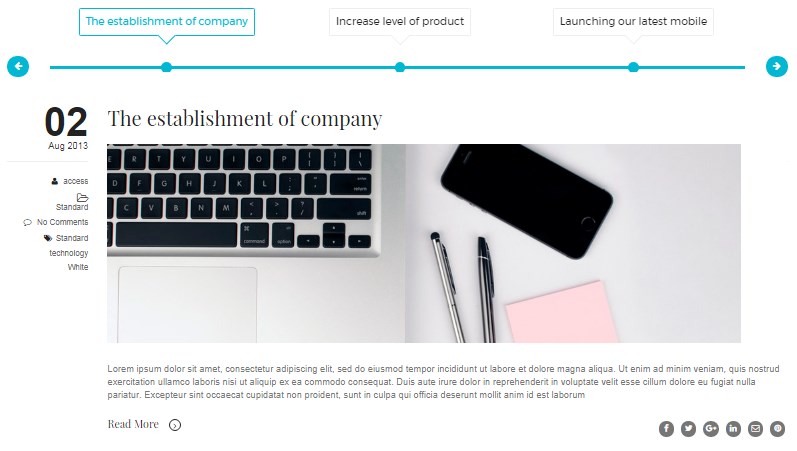 The establishment of company
Increase level of product
Launching our latest mobile
02
Aug 2013
access
Standard
No Comments
Standard
technology
White
The establishment of company
command
option
return
shift
E R T Y U I O P
D F G H J K L
C V B N M
Lorem ipsum dolor sit amet, consectetur adipiscing elit, sed do eiusmod tempor incididunt ut labore et dolore magna aliqua. Ut enim ad minim veniam, quis nostrud
exercitation ullamco laboris nisi ut aliquip ex ea commodo consequat. Duis aute irure dolor in reprehenderit in voluptate velit esse cillum dolore eu fugiat nulla
pariatur. Excepteur sint occaecat cupidatat non proident, sunt in culpa qui officia deserunt mollit anim id est laborum
Read More